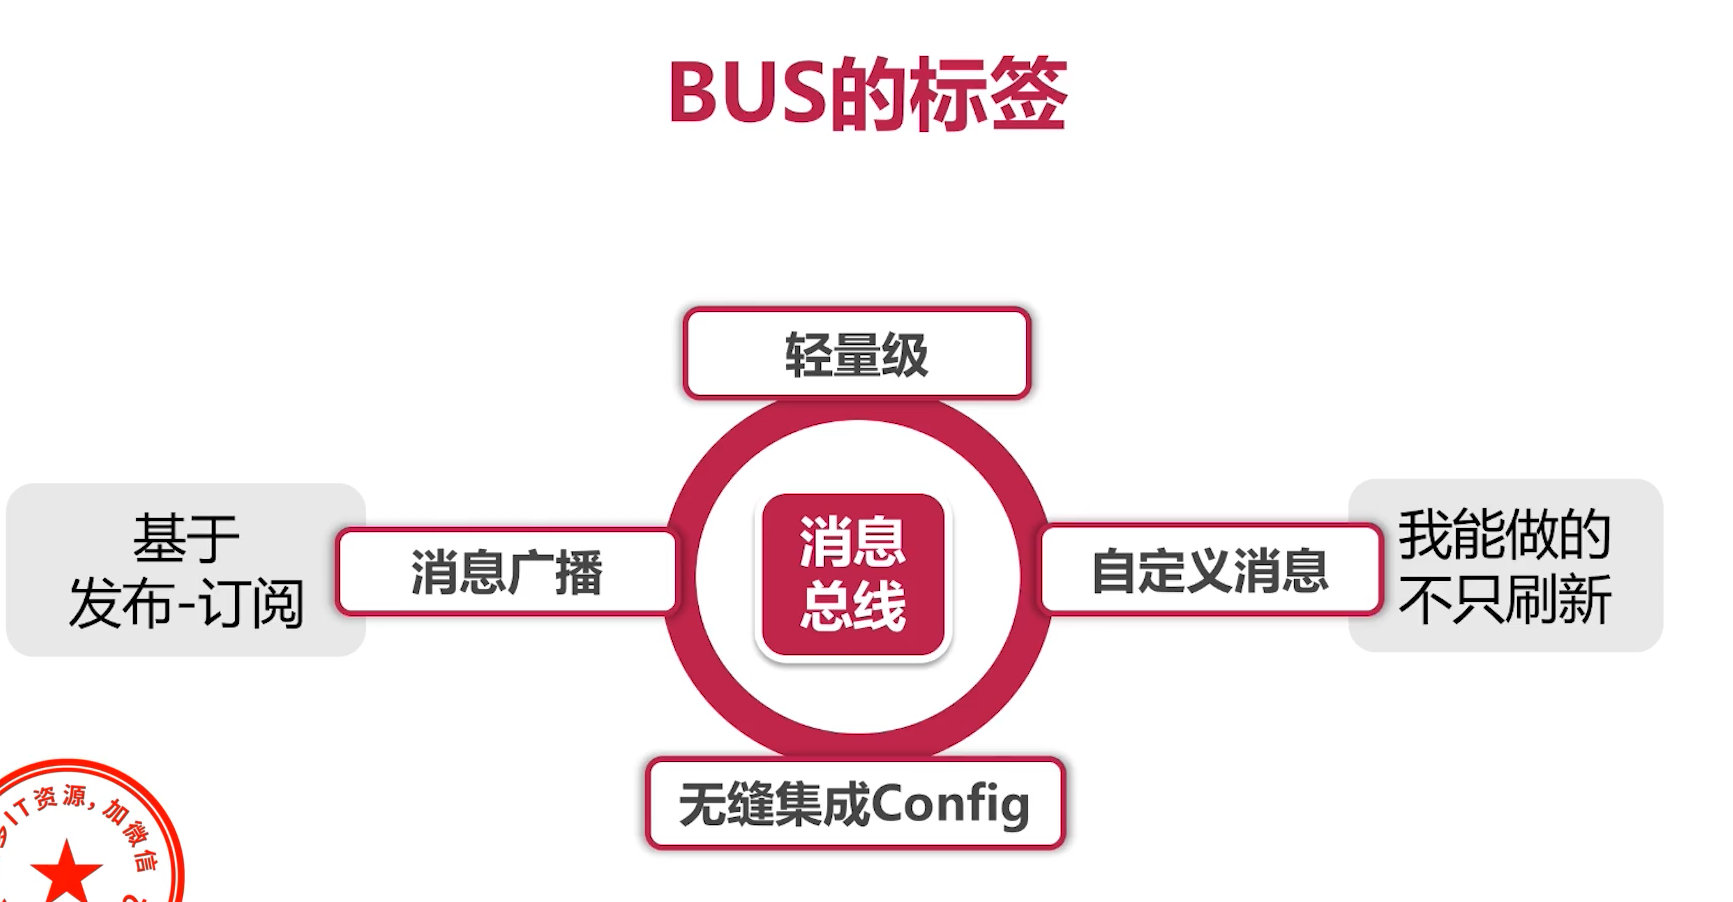 BUS的标签
轻量级
基于
发布-订阅
消息广播
消息
总线
自定义消息
我能做的
不只刷新
无缝集成Config
IT资源,加微信